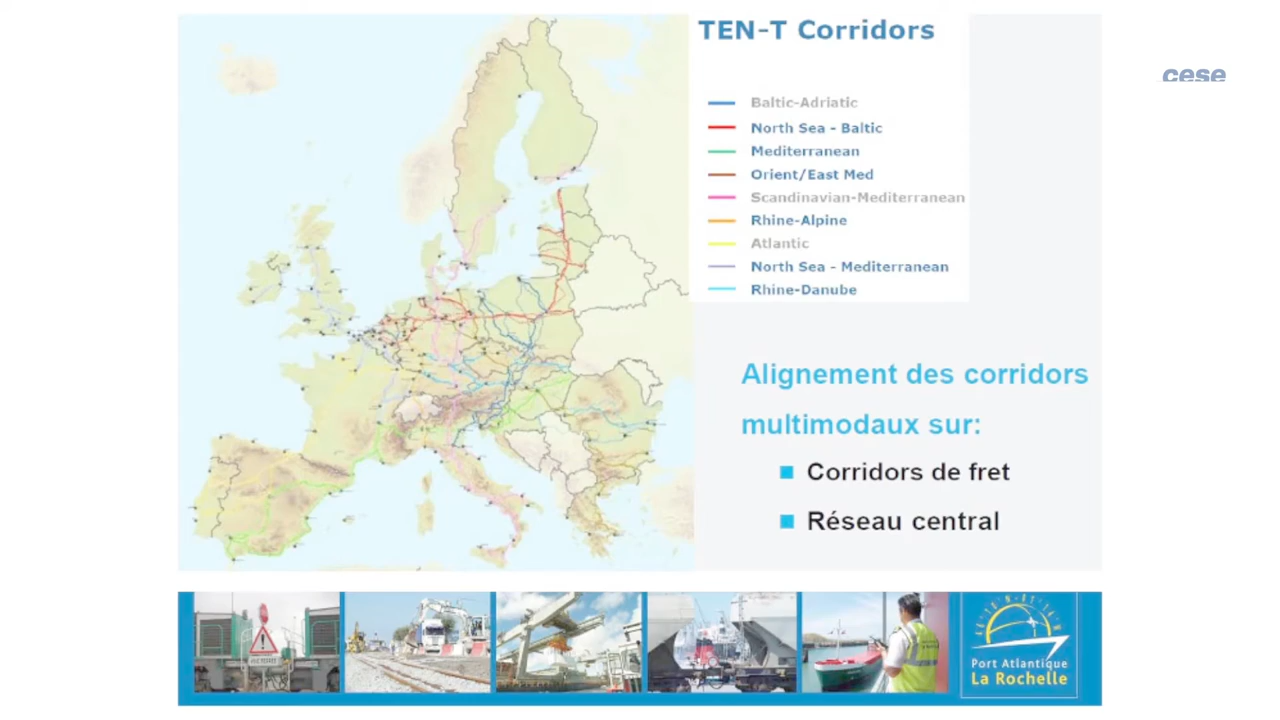 TEN-T Corridors
cese
Baltic-Adriatic
North Sea - Baltic
Mediterranean
Orient/East Med
Scandinavian-Mediterranean
Rhine-Alpine
Atlantic
North Sea - Mediterranean
Rhine-Danube
Alignement des corridors
multimodaux sur:
Corridors de fret
Réseau central
Port Atlantique
La Rochelle